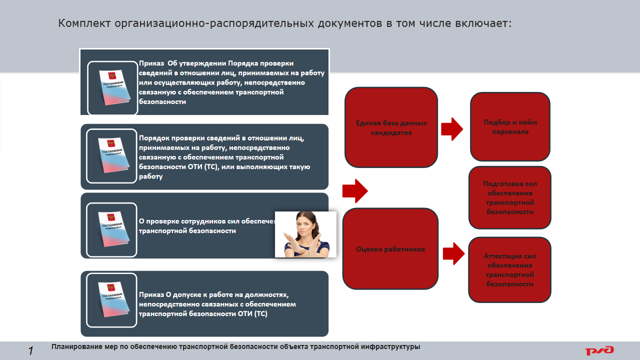 Комплект организационно-распорядительных документов в том числе включает:
Приказ Об утверждении Порядка проверки
сведений в отношении лиц, принимаемых на работу
или осуществляющих работу, непосредственно
связанную с обеспечением транспортной
безопасности
Порядок проверки сведений в отношении лиц,
принимаемых на работу, непосредственно
связанную с обеспечением транспортной
безопасности ОТИ (ТС), или выполняющих такую
работу
О проверке сотрудников сил
транспортной безопасности
Приказ О допуске к работе на должностях,
непосредственно связанных с обеспечением
транспортной безопасности ОТИ (ТС)
Единая база данных
кандидатов
Оценка работников
Подбор и найм
персонала
Подготовка сил
обеспечения
транспортной
безопасности
Аттестация сил
обеспечения
транспортной
безопасности
1
Планирование мер по обеспечению транспортной безопасности объекта транспортной инфраструктуры
ржд